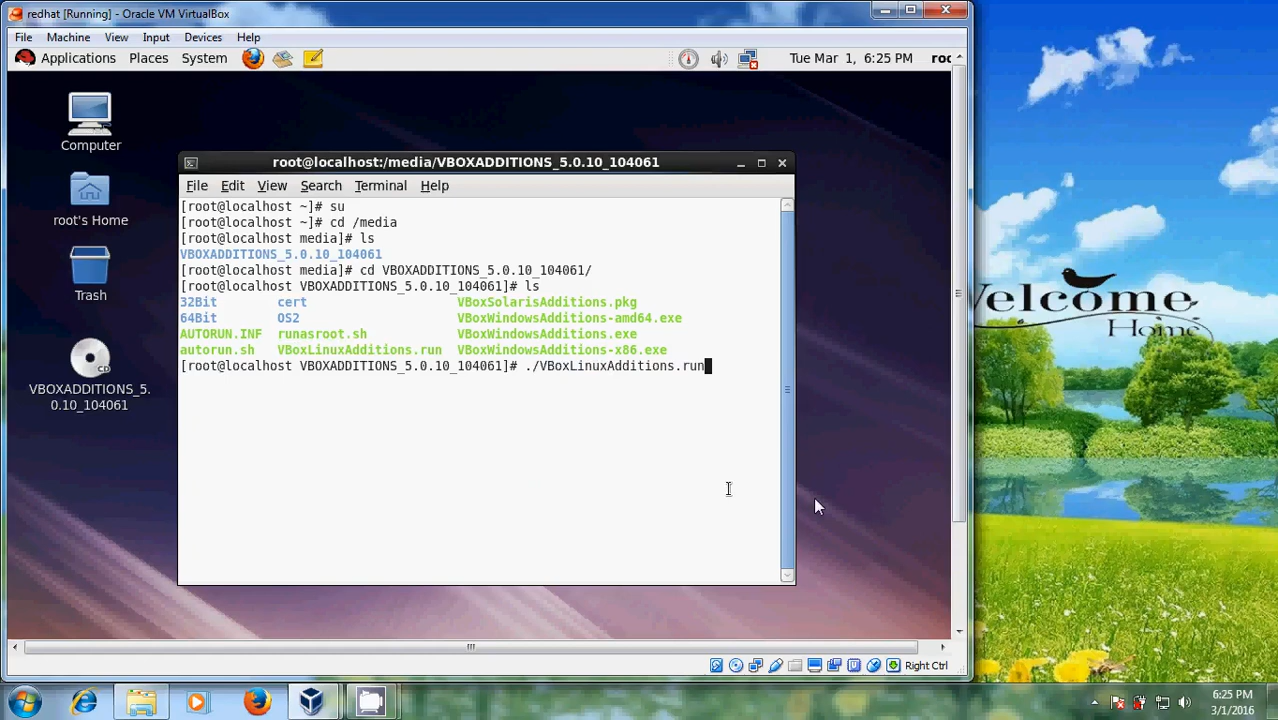 redhat [Running] - Oracle VM VirtualBox
File Machine View Input Devices Help
Applications Places System Tue Mar 1, 6:25 PM roo
Computer
root's Home
Trash
VBOXADDITIONS_5.
0.10_104061
root@localhost:/media/VBOXADDITIONS_5.0.10_104061
File Edit View Search Terminal Help
[root@localhost ~]# su
[root@localhost ~]# cd /media
[root@localhost media]# ls
VBOXADDITIONS_5.0.10_104061
[root@localhost media]# cd VBOXADDITIONS_5.0.10_104061/
[root@localhost VBOXADDITIONS_5.0.10_104061]# ls
32Bit cert VBoxSolarisAdditions.pkg
64Bit OS2 VBoxWindowsAdditions-amd64.exe
AUTORUN.INF runasroot.sh VBoxWindowsAdditions.exe
autorun.sh VBoxLinuxAdditions.run VBoxWindowsAdditions-x86.exe
[root@localhost VBOXADDITIONS_5.0.10_104061]# ./VBoxLinuxAdditions.run
Right Ctrl
Welcome
Home
6:25 PM
3/1/2016